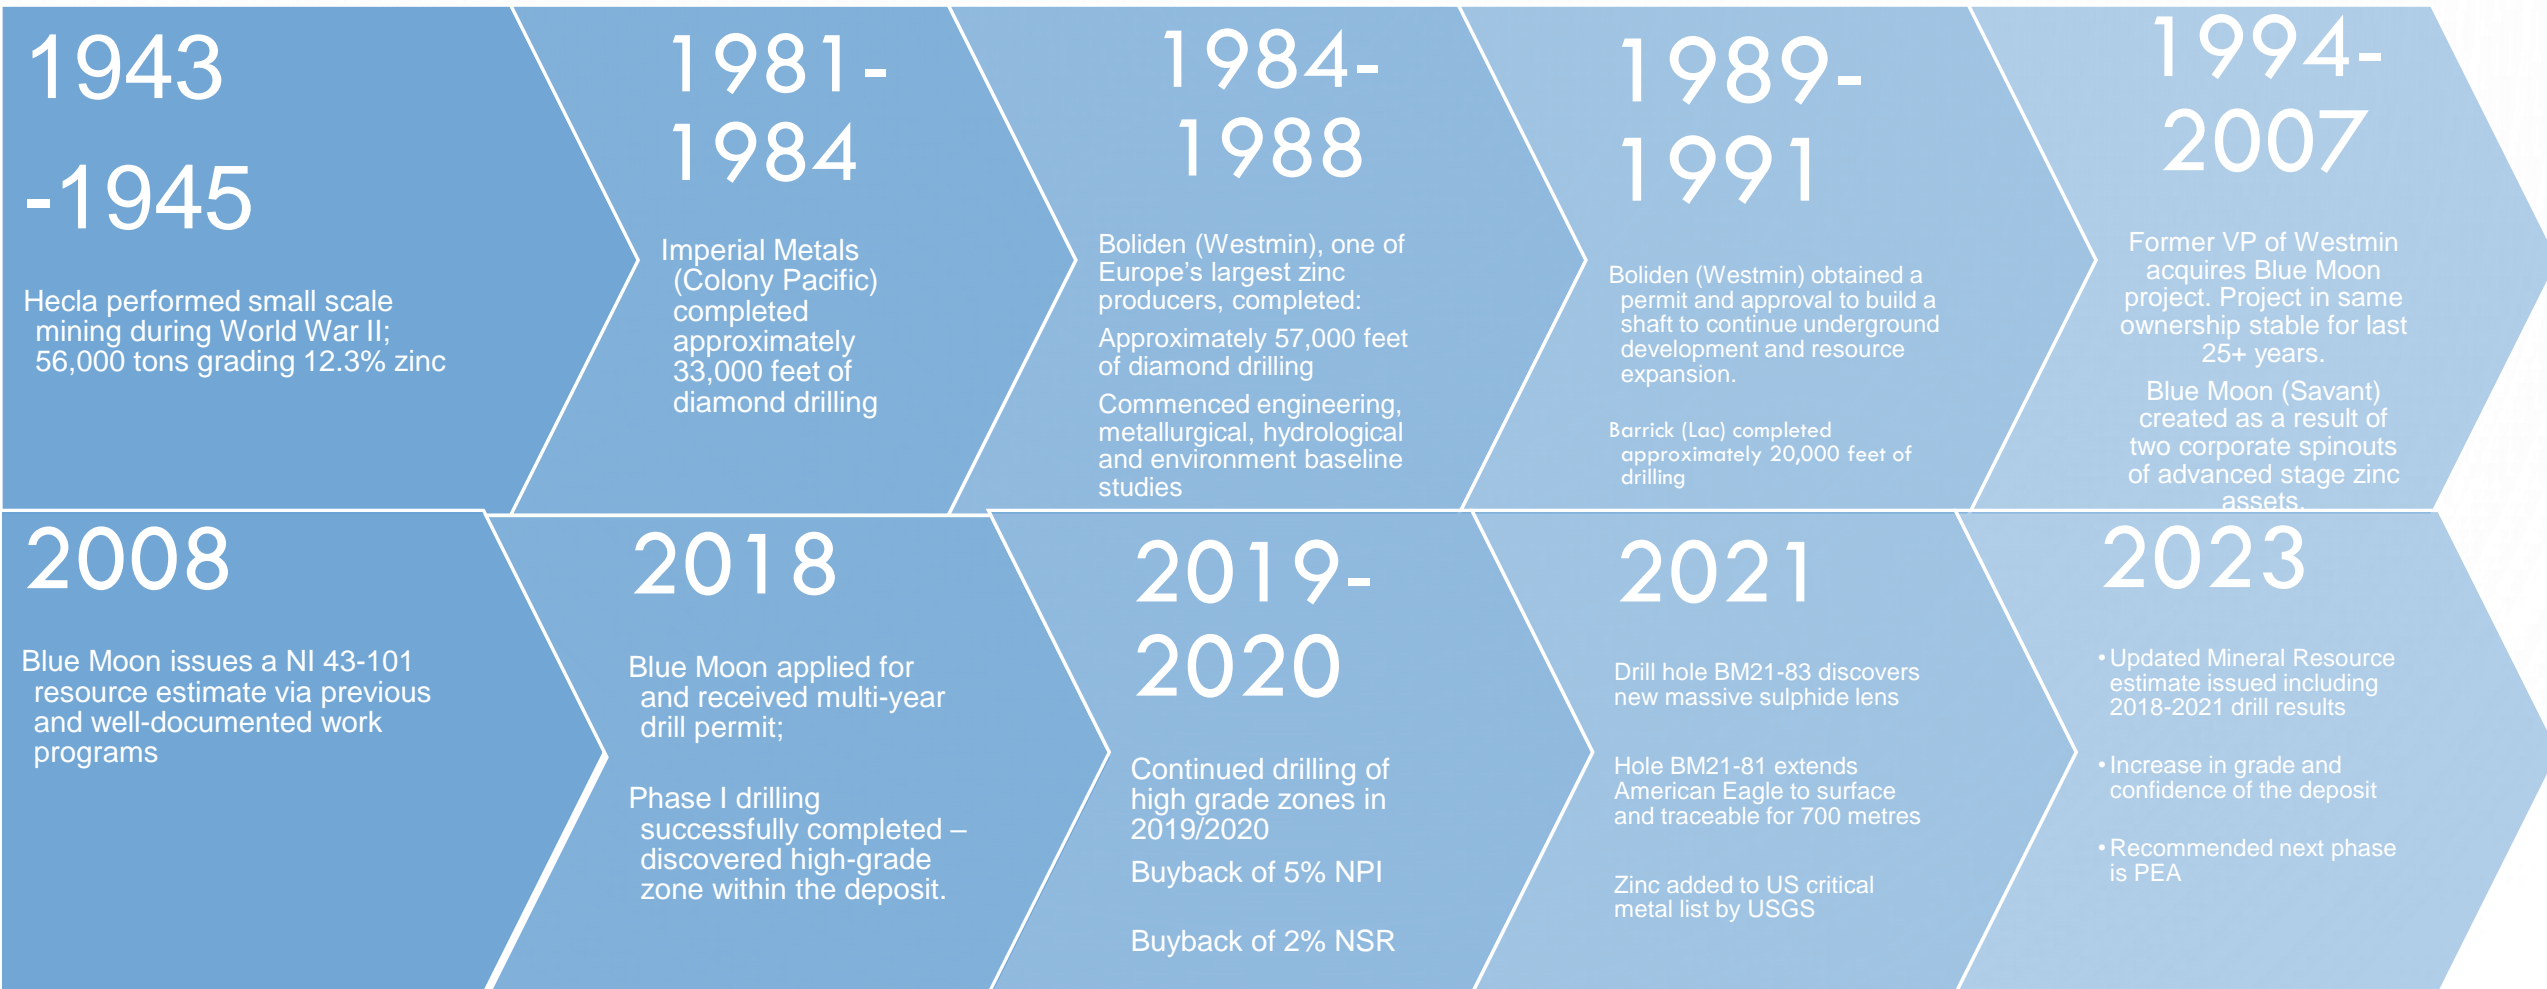 1943
-1945
Hecla performed small scale
mining during World War II;
56,000 tons grading 12.3% zinc
1981-
1984
Imperial Metals
(Colony Pacific)
completed
approximately
33,000 feet of
diamond drilling
1984-
1988
Boliden (Westmin), one of
Europe's largest zinc
producers, completed:
Approximately 57,000 feet
of diamond drilling
Commenced engineering,
metallurgical, hydrological
and environment baseline
studies
1989-
1991
Boliden (Westmin) obtained a
permit and approval to build a
shaft to continue underground
development and resource
expansion.
Barrick (Lac) completed
approximately 20,000 feet of
drilling
1994-
2007
Former VP of Westmin
acquires Blue Moon
project. Project in same
ownership stable for last
25+ years.
Blue Moon (Savant)
created as a result of
two corporate spinouts
of advanced stage zinc
assets.
2008
Blue Moon issues a NI 43-101
resource estimate via previous
and well-documented work
programs
2018
Blue Moon applied for
and received multi-year
drill permit;
Phase I drilling
successfully completed –
discovered high-grade
zone within the deposit.
2019-
2020
Continued drilling of
high grade zones in
2019/2020
Buyback of 5% NPI
Buyback of 2% NSR
2021
Drill hole BM21-83 discovers
new massive sulphide lens
Hole BM21-81 extends
American Eagle to surface
and traceable for 700 metres
Zinc added to US critical
metal list by USGS
2023
• Updated Mineral Resource
estimate issued including
2018-2021 drill results
• Increase in grade and
confidence of the deposit
• Recommended next phase
is PEA